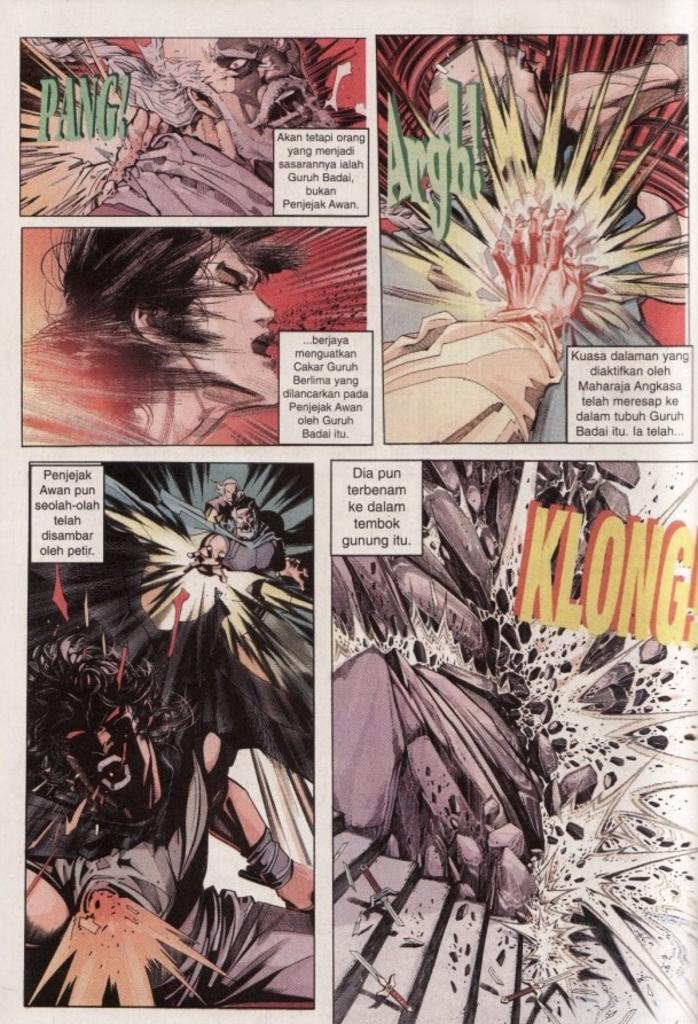 PANG!
Akan tetapi orang
yang menjadi
sasarannya ialah
Guruh Badai,
bukan
Penjejak Awan.
Argh!
Kuasa dalaman yang
diaktifkan oleh
Maharaja Angkasa
telah meresap ke
dalam tubuh Guruh
Badai itu. Ia telah...
...berjaya
menguatkan
Cakar Guruh
Berlima yang
dilancarkan pada
Penjejak Awan
oleh Guruh
Badai itu.
Penjejak
Awan pun
seolah-olah
telah
disambar
oleh petir.
Dia pun
terbenam
ke dalam
tembok
gunung itu.
KLONG!